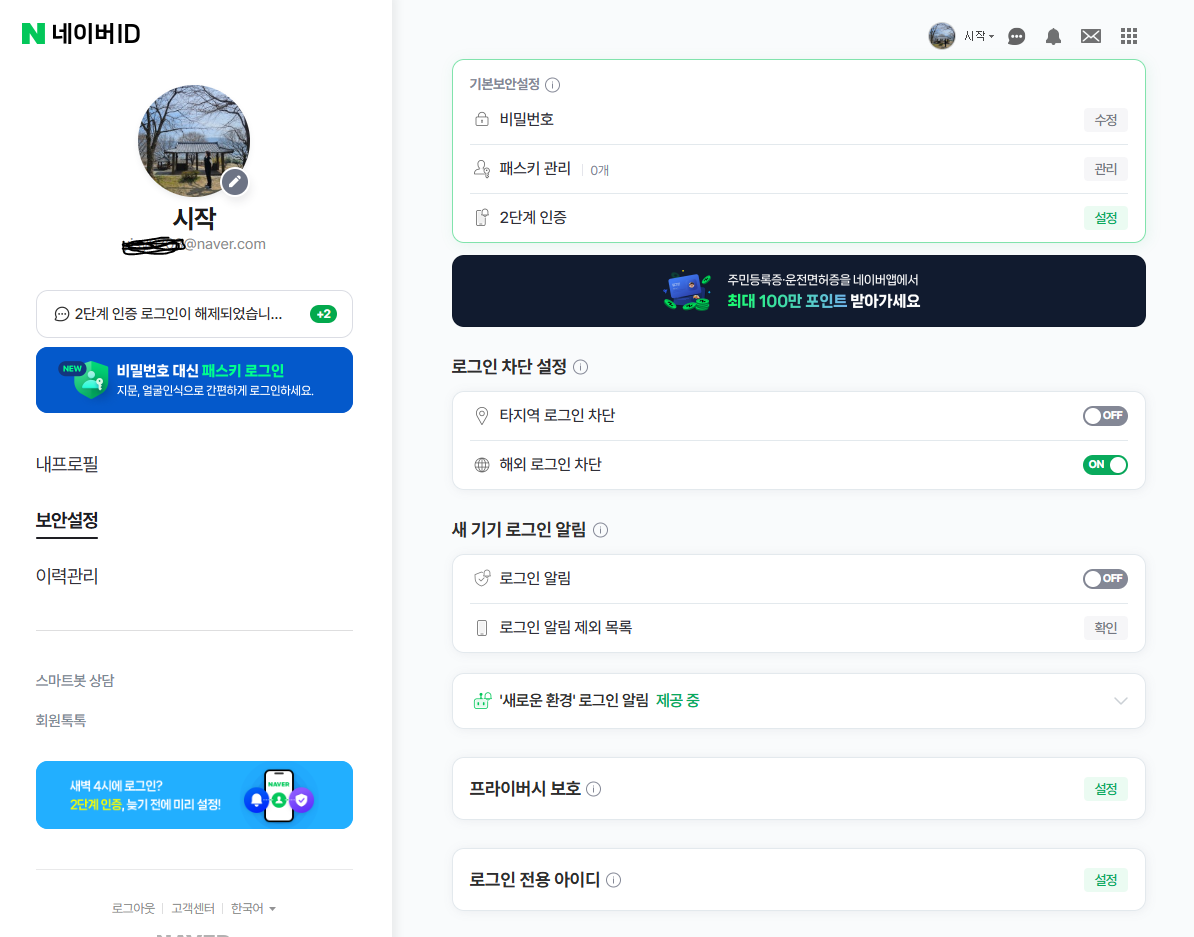 네이버ID
시작
@naver.com
2단계 인증 로그인이 해제되었습니... +2
NEW
비밀번호 대신 패스키 로그인
지문, 얼굴인식으로 간편하게 로그인하세요.
내프로필
보안설정
이력관리
스마트봇 상담
회원톡톡
새벽 4시에 로그인?
2단계 인증, 늦기 전에 미리 설정!
NAVER
로그아웃 고객센터 한국어
시작
기본보안설정
비밀번호 수정
패스키 관리 0개 관리
2단계 인증 설정
주민등록증·운전면허증을 네이버앱에서
최대 100만 포인트 받아가세요
로그인 차단 설정
타지역 로그인 차단 OFF
해외 로그인 차단 ON
새 기기 로그인 알림
로그인 알림 OFF
로그인 알림 제외 목록 확인
'새로운 환경' 로그인 알림 제공 중
프라이버시 보호 설정
로그인 전용 아이디 설정